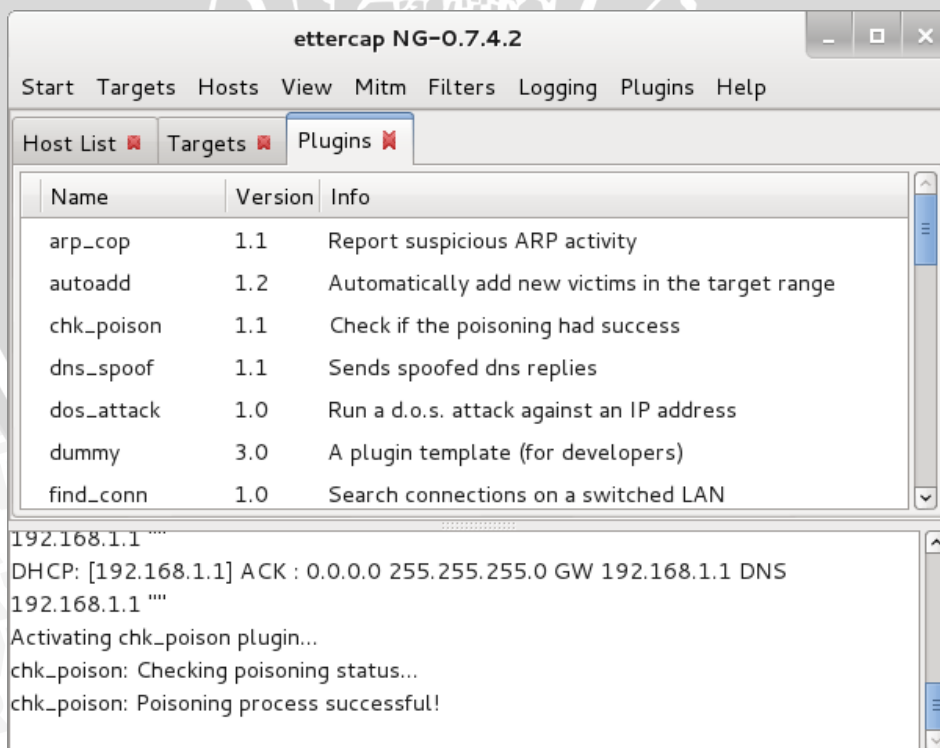 ettercap NG-0.7.4.2
Start Targets Hosts View Mitm Filters Logging Plugins Help
Host List Targets Plugins
Name Version Info
arp_cop 1.1 Report suspicious ARP activity
autoadd 1.2 Automatically add new victims in the target range
chk_poison 1.1 Check if the poisoning had success
dns_spoof 1.1 Sends spoofed dns replies
dos_attack 1.0 Run a d.o.s. attack against an IP address
dummy 3.0 A plugin template (for developers)
find_conn 1.0 Search connections on a switched LAN
192.168.1.1 ""
DHCP: [192.168.1.1] ACK : 0.0.0.0 255.255.255.0 GW 192.168.1.1 DNS
192.168.1.1 ""
Activating chk_poison plugin...
chk_poison: Checking poisoning status...
chk_poison: Poisoning process successful!